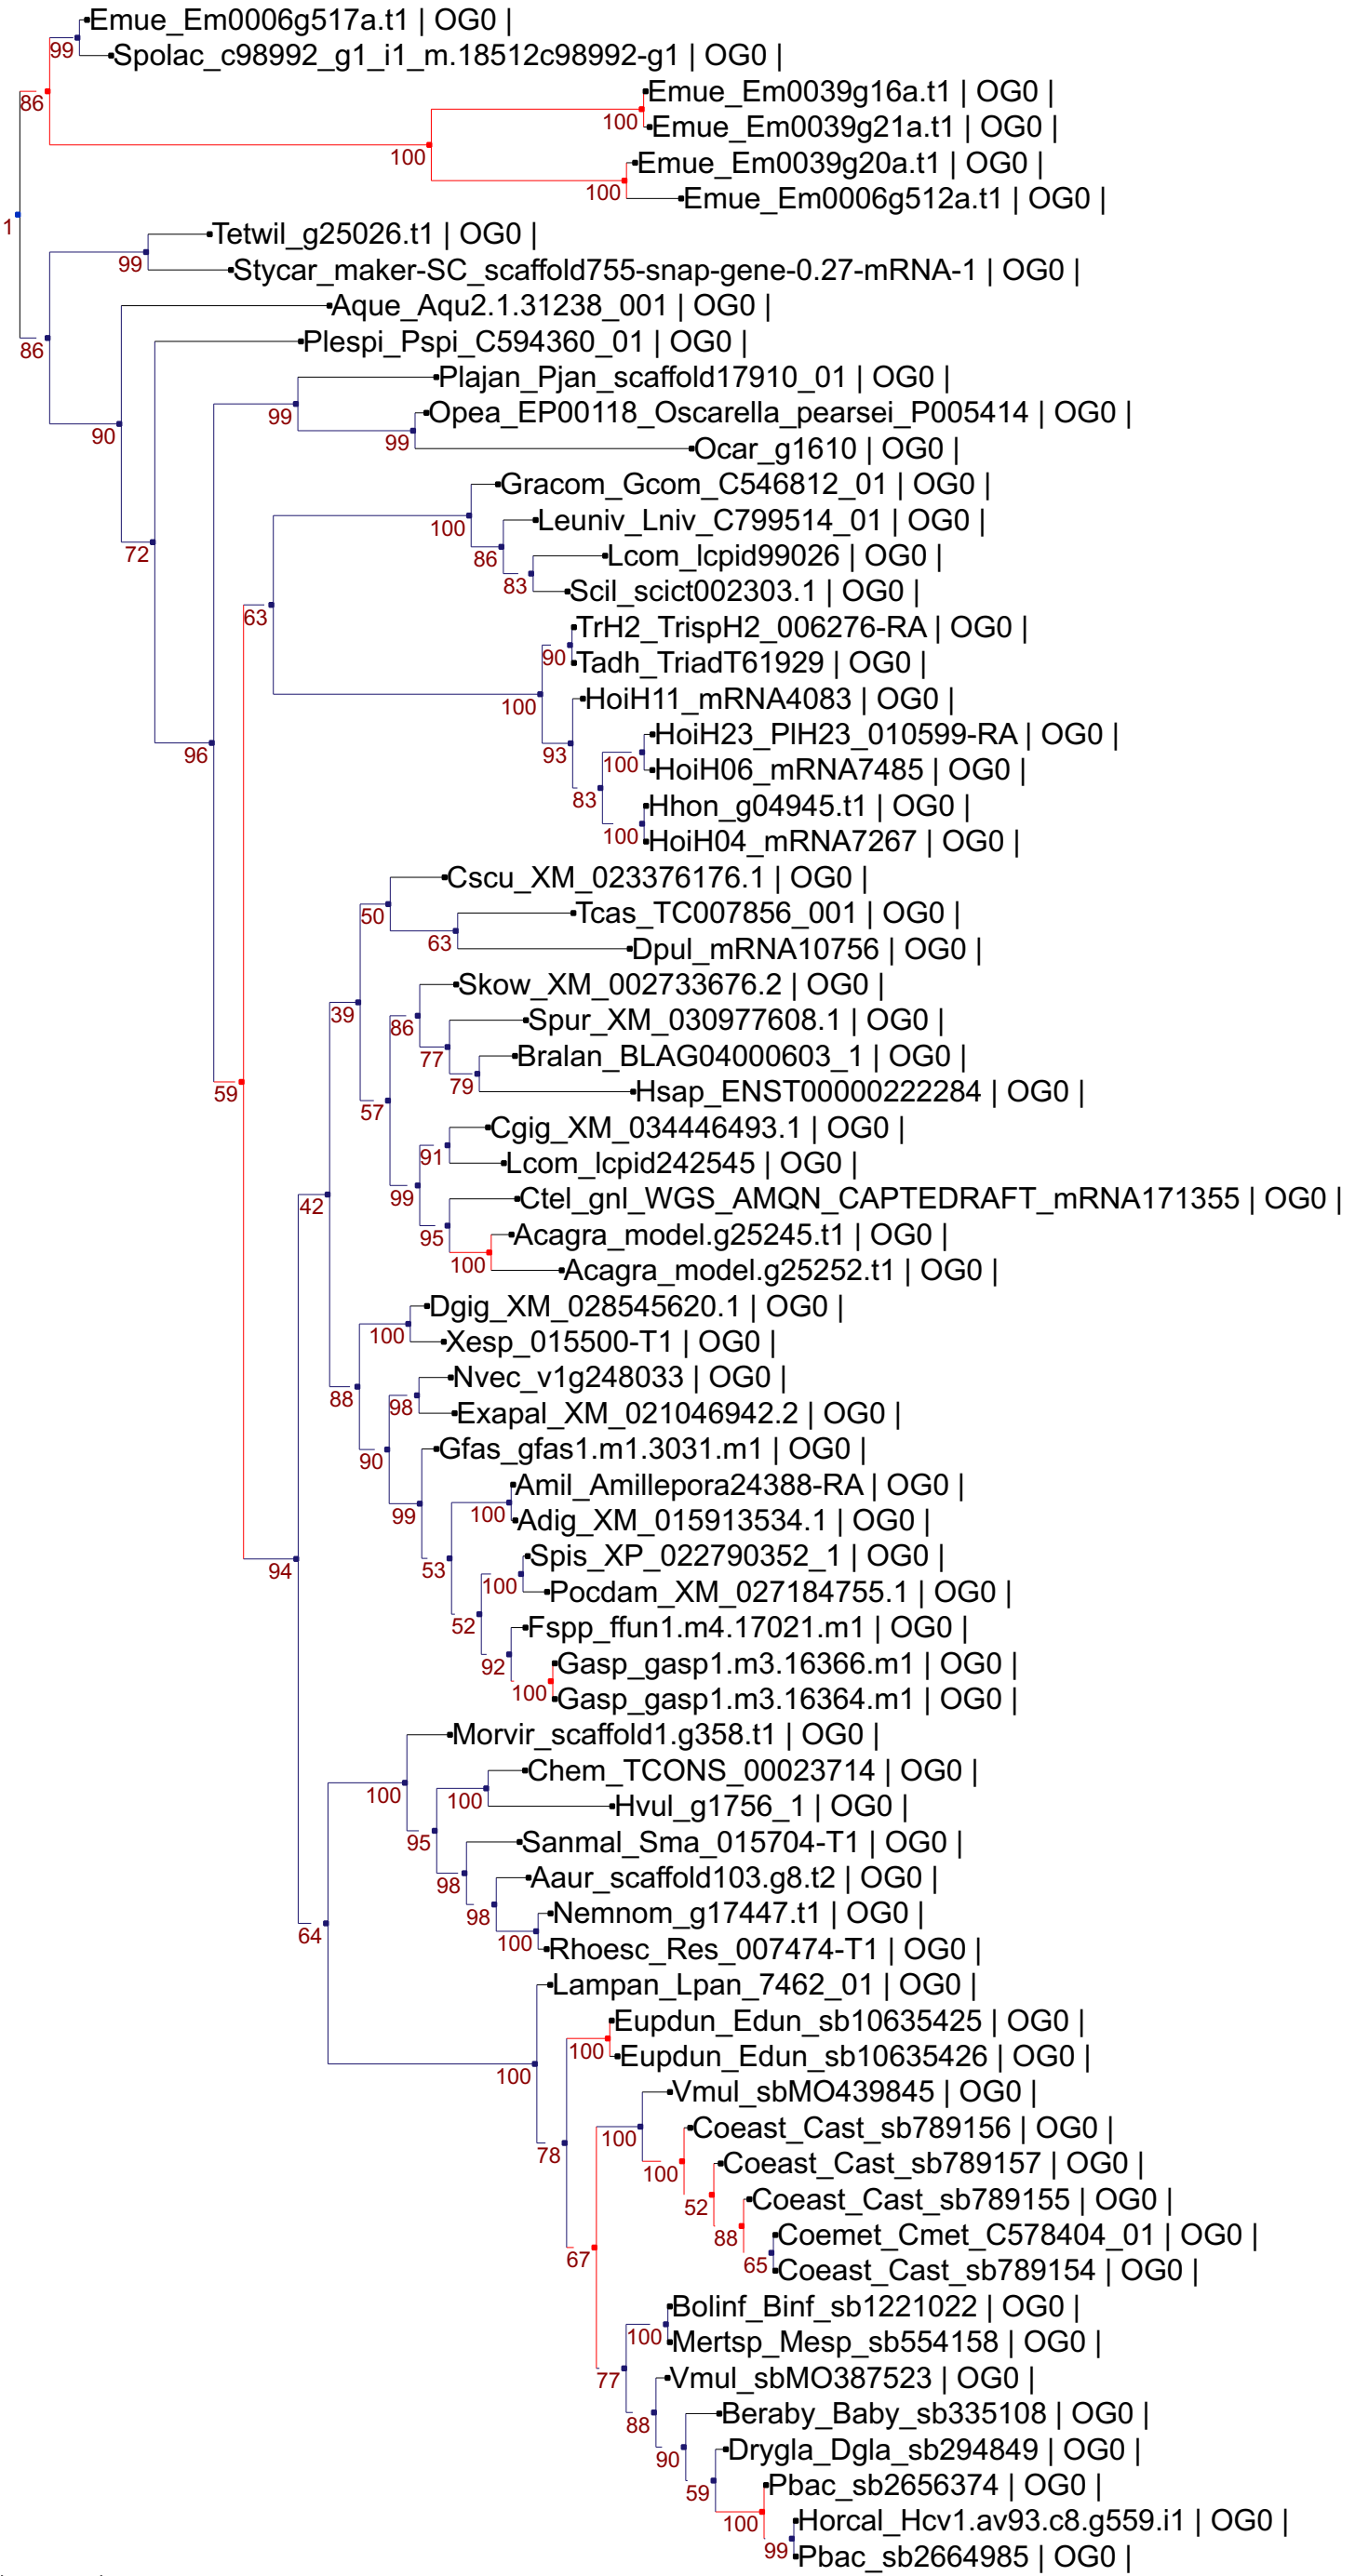 Emue_Em0006g517a.t1 | OG0 |
99
Spolac_c98992_g1_i1_m.18512c98992-g1 | OG0 |
86
Emue_Em0039g16a.t1 | OG0 |
100
Emue_Em0039g21a.t1 | OG0 |
100
Emue_Em0039g20a.t1 | OG0 |
100
Emue_Em0006g512a.t1 | OG0 |
1
Tetwil_g25026.t1 | OG0 |
99
Stycar_maker-SC_scaffold755-snap-gene-0.27-mRNA-1 | OG0 |
Aque_Aqu2.1.31238_001 | OG0 |
86
Plespi_Pspi_C594360_01 | OG0 |
Plajan_Pjan_scaffold17910_01 | OG0 |
99
Opea_EP00118_Oscarella_pearsei_P005414 | OG0 |
90
99
Ocar_g1610 | OG0 |
Gracom_Gcom_C546812_01 | OG0 |
100
Leuniv_Lniv_C799514_01 | OG0 |
72
86
Lcom_lcpid99026 | OG0 |
83
Scil_scict002303.1 | OG0 |
63
TrH2_TrispH2_006276-RA | OG0 |
90
Tadh_TriadT61929 | OG0 |
100
HoiH11_mRNA4083 | OG0 |
HoiH23_PlH23_010599-RA | OG0 |
96
93
100
HoiH06_mRNA7485 | OG0 |
83
Hhon_g04945.t1 | OG0 |
100
HoiH04_mRNA7267 | OG0 |
Cscu_XM_023376176.1 | OG0 |
50
Tcas_TC007856_001 | OG0 |
63
Dpul_mRNA10756 | OG0 |
Skow_XM_002733676.2 | OG0 |
39
86
Spur_XM_030977608.1 | OG0 |
77
Bralan_BLAG04000603_1 | OG0 |
79
Hsap_ENST00000222284 | OG0 |
59
57
Cgig_XM_034446493.1 | OG0 |
91
Lcom_lcpid242545 | OG0 |
99
Ctel_gnl_WGS_AMQN_CAPTEDRAFT_mRNA171355 | OG0 |
42
95
Acagra_model.g25245.t1 | OG0 |
100
Acagra_model.g25252.t1 | OG0 |
Dgig_XM_028545620.1 | OG0 |
100
Xesp_015500-T1 | OG0 |
Nvec_v1g248033 | OG0 |
88
98
Exapal_XM_021046942.2 | OG0 |
Gfas_gfas1.m1.3031.m1 | OG0 |
90
Amil_Amillepora24388-RA | OG0 |
99
100
Adig_XM_015913534.1 | OG0 |
Spis_XP_022790352_1 | OG0 |
94
53
100
Pocdam_XM_027184755.1 | OG0 |
52
Fspp_ffun1.m4.17021.m1 | OG0 |
92
Gasp_gasp1.m3.16366.m1 | OG0 |
100
Gasp_gasp1.m3.16364.m1 | OG0 |
Morvir_scaffold1.g358.t1 | OG0 |
Chem_TCONS_00023714 | OG0 |
100
100
Hvul_g1756_1 | OG0 |
95
Sanmal_Sma_015704-T1 | OG0 |
98
Aaur_scaffold103.g8.t2 | OG0 |
98
Nemnom_g17447.t1 | OG0 |
64
100
Rhoesc_Res_007474-T1 | OG0 |
Lampan_Lpan_7462_01 | OG0 |
Eupdun_Edun_sb10635425 | OG0 |
100
Eupdun_Edun_sb10635426 | OG0 |
100
Vmul_sbMO439845 | OG0 |
Coeast_Cast_sb789156 | OG0 |
100
78
Coeast_Cast_sb789157 | OG0 |
100
Coeast_Cast_sb789155 | OG0 |
52
Coemet_Cmet_C578404_01 | OG0 |
88
67
65
Coeast_Cast_sb789154 | OG0 |
Bolinf_Binf_sb1221022 | OG0 |
100
Mertsp_Mesp_sb554158 | OG0 |
77
Vmul_sbMO387523 | OG0 |
Beraby_Baby_sb335108 | OG0 |
88
Drygla_Dgla_sb294849 | OG0 |
90
Pbac_sb2656374 | OG0 |
59
Horcal_Hcv1.av93.c8.g559.i1 | OG0 |
100
99
Pbac_sb2664985 | OG0 |